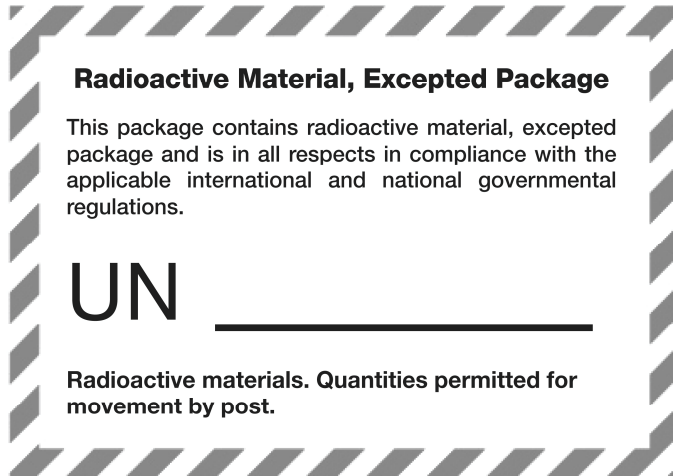 Radioactive Material, Excepted Package
This package contains radioactive material, excepted
package and is in all respects in compliance with the
applicable international and national governmental
regulations.
UN
Radioactive materials. Quantities permitted for
movement by post.